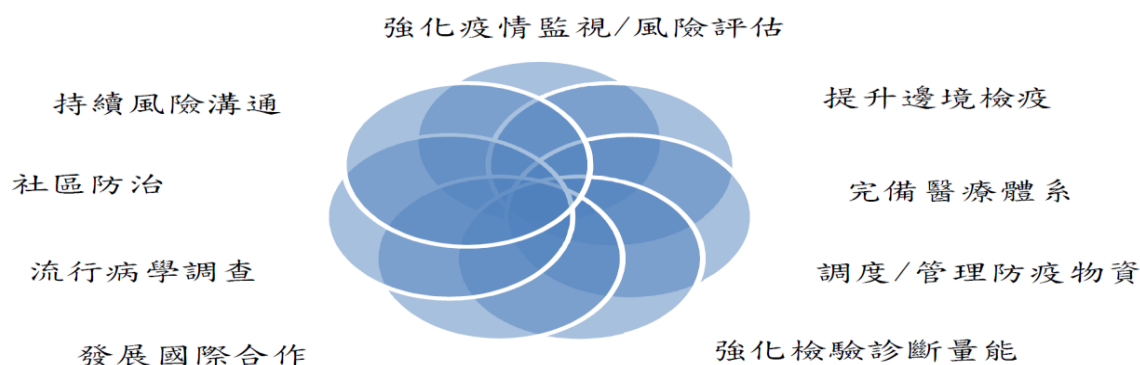 強化疫情監視/風險評估
持續風險溝通
提升邊境檢疫
社區防治
完備醫療體系
流行病學調查
調度/管理防疫物資
發展國際合作
強化檢驗診斷量能